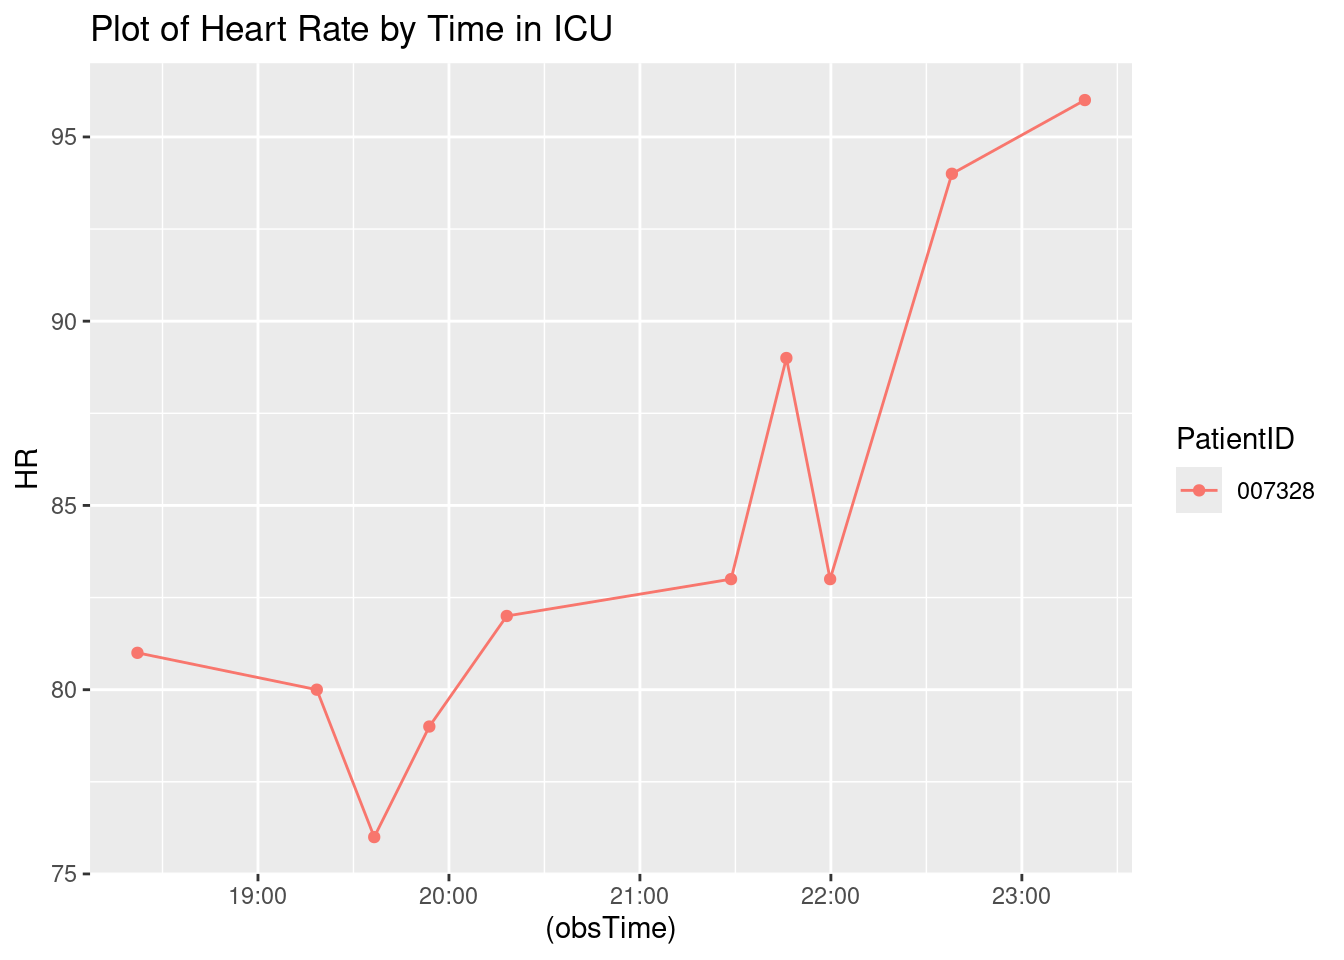 Plot of Heart Rate by Time in ICU
95
90
85
80
75
HR
19:00 20:00 21:00 22:00 23:00
(obsTime)
PatientID
007328